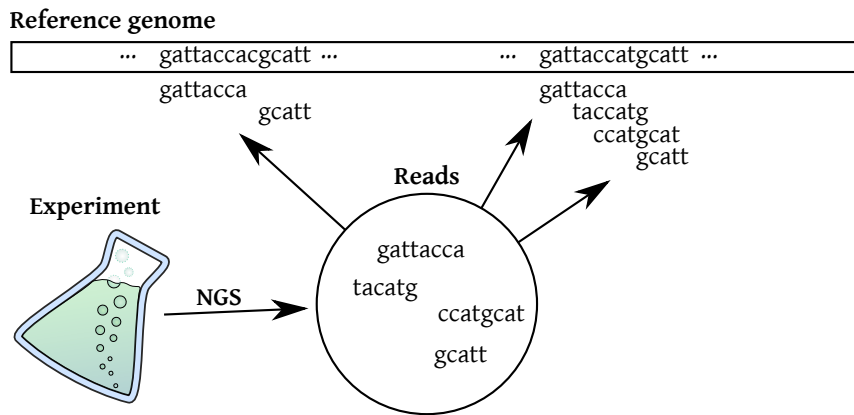 Reference genome
... gattaccacgcatt ... ... gattaccatgcatt ...
gattacca gattacca
gcatt taccatg
ccatgcat
gcatt
Reads
Experiment
gattacca
tacatg
NGS
ccatgcat
gcatt